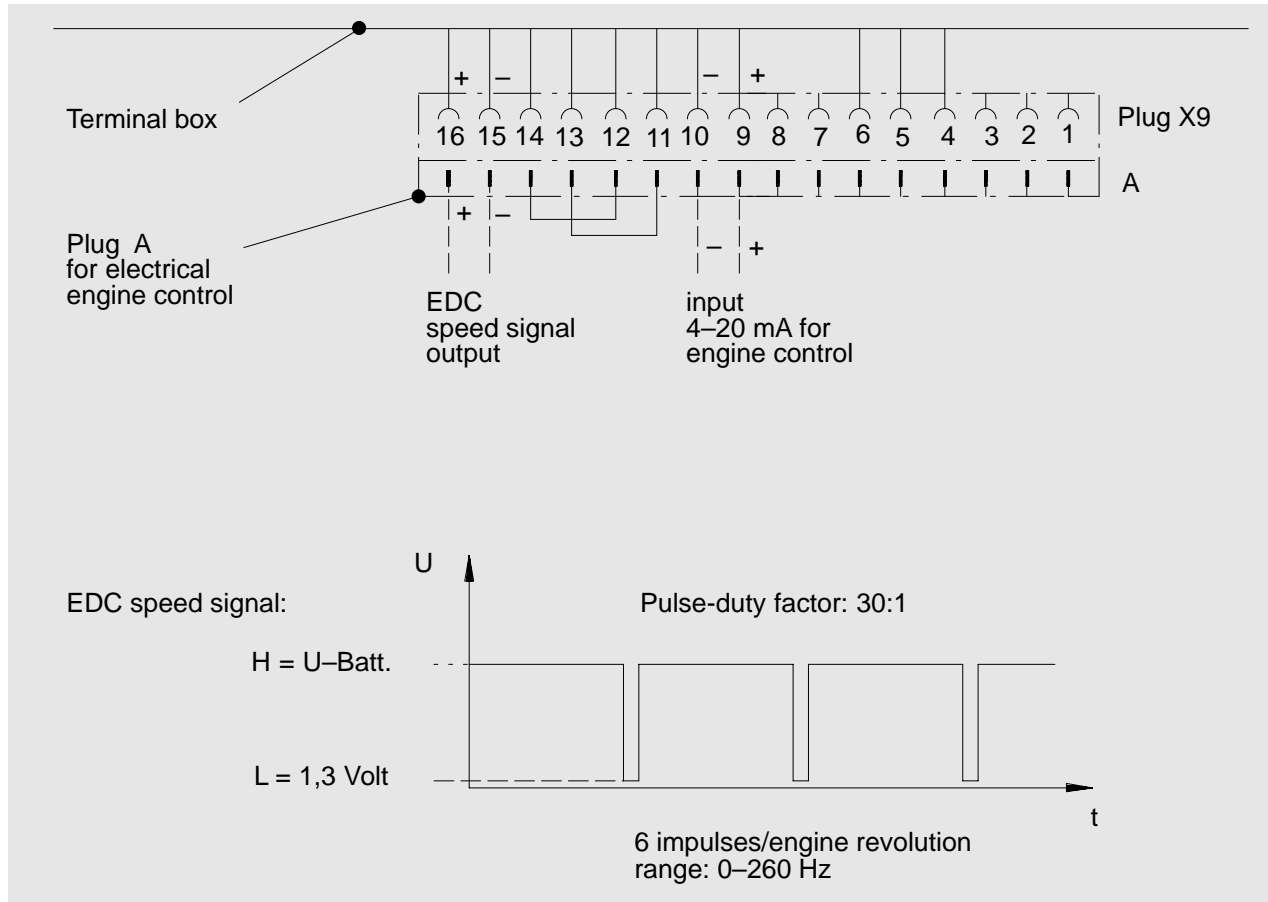 + – – +
Terminal box
16 15 14 13 12 11 10 9 8 7 6 5 4 3 2 1
Plug X9
A
+ –
– +
Plug A
for electrical
engine control
EDC
speed signal
output
input
4–20 mA for
engine control
U
EDC speed signal:
Pulse-duty factor: 30:1
H = U–Batt.
L = 1,3 Volt
t
6 impulses/engine revolution
range: 0–260 Hz